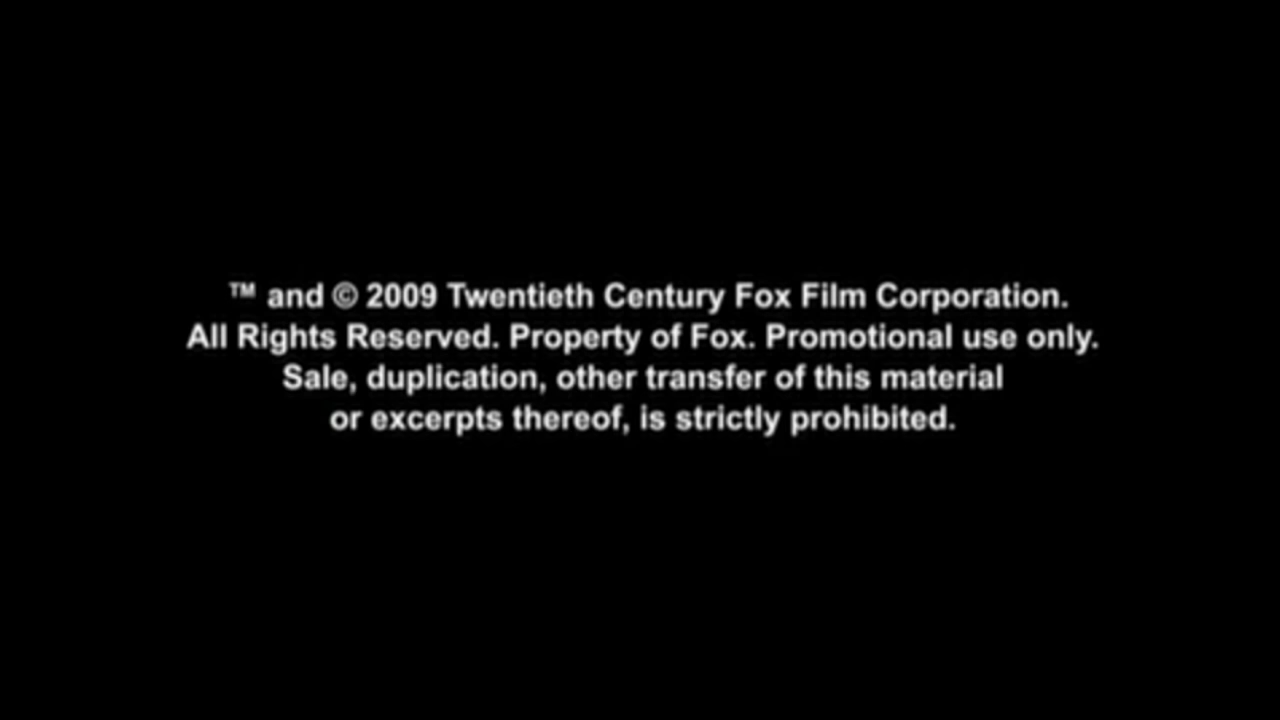 ™ and © 2009 Twentieth Century Fox Film Corporation.
All Rights Reserved. Property of Fox. Promotional use only.
Sale, duplication, other transfer of this material
or excerpts thereof, is strictly prohibited.